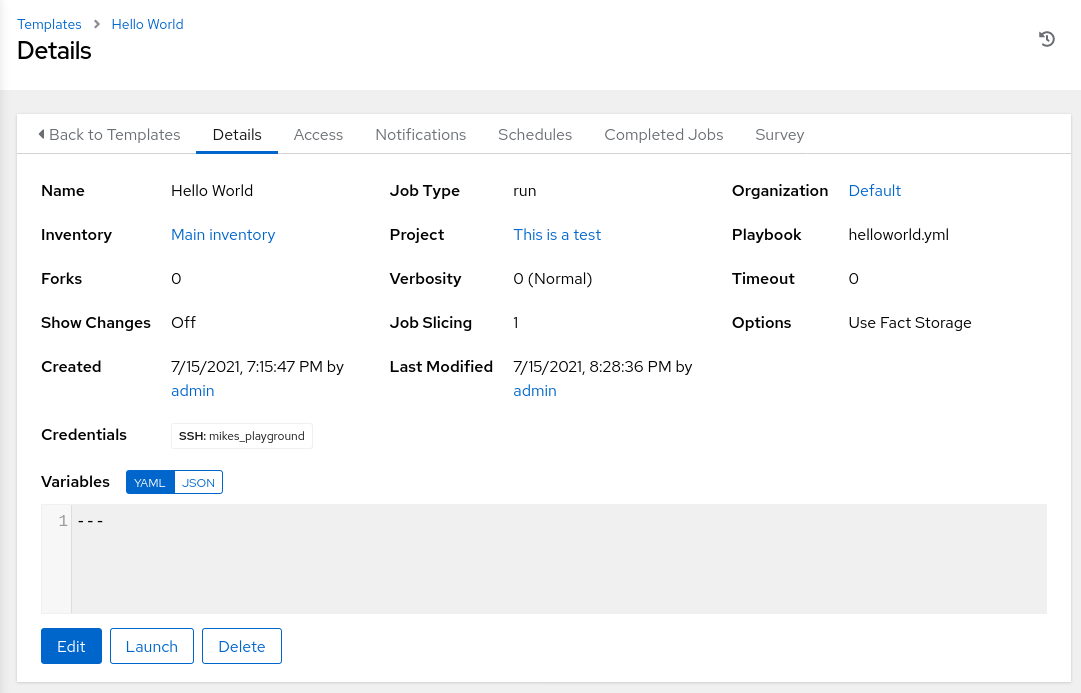 Templates > Hello World
Details
Back to Templates Details Access Notifications Schedules Completed Jobs Survey
Name Hello World Job Type run Organization Default
Inventory Main inventory Project This is a test Playbook helloworld.yml
Forks 0 Verbosity 0 (Normal) Timeout 0
Show Changes Off Job Slicing 1 Options Use Fact Storage
Created 7/15/2021, 7:15:47 PM by Last Modified 7/15/2021, 8:28:36 PM by
admin admin
Credentials SSH: mikes_playground
Variables YAML JSON
1 ---
Edit Launch Delete